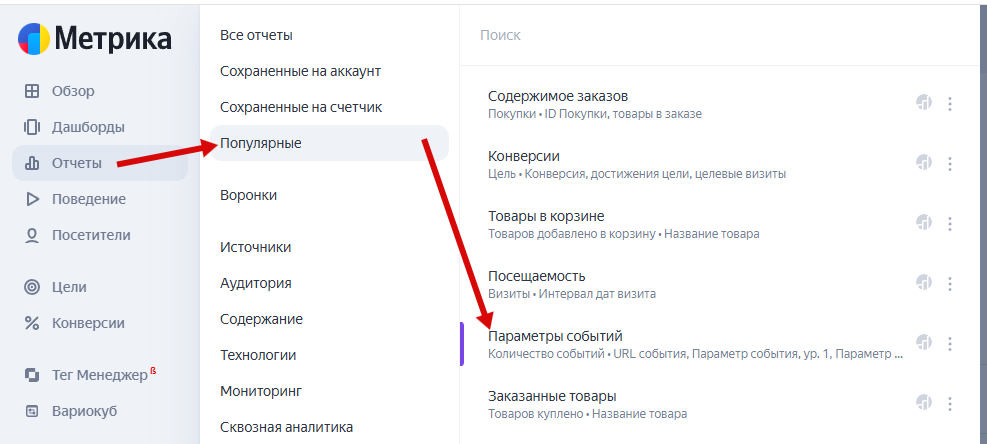 Метрика
Обзор
Дашборды
Отчеты
Поведение
Посетители
Цели
Конверсии
Тег Менеджер ß
Вариокуб
Все отчеты
Сохраненные на аккаунт
Сохраненные на счетчик
Популярные
Воронки
Источники
Аудитория
Содержание
Технологии
Мониторинг
Сквозная аналитика
Поиск
Содержимое заказов
Покупки • ID Покупки, товары в заказе
Конверсии
Цель • Конверсия, достижения цели, целевые визиты
Товары в корзине
Товаров добавлено в корзину • Название товара
Посещаемость
Визиты • Интервал дат визита
Параметры событий
Количество событий • URL события, Параметр события, ур. 1, Параметр ...
Заказанные товары
Товаров куплено • Название товара